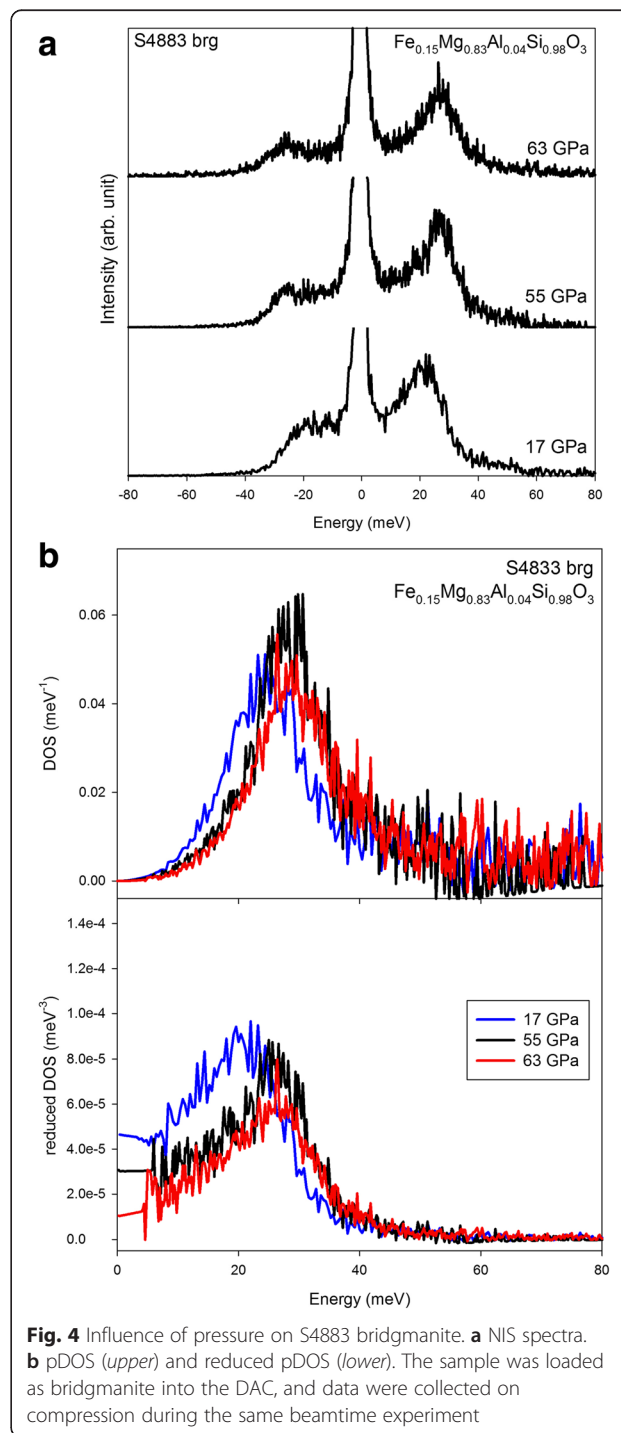 a
S4883 brg
Fe0.15Mg0.83Al0.04Si0.98O3
63 GPa
55 GPa
17 GPa
Intensity (arb. unit)
-80 -60 -40 -20 0 20 40 60 80
Energy (meV)
b
S4833 brg
Fe0.15Mg0.83Al0.04Si0.98O3
0.06
0.04
0.02
0.00
DOS (meV-1)
1.4e-4
1.2e-4
1.0e-4
8.0e-5
6.0e-5
4.0e-5
2.0e-5
0.0
reduced DOS (meV-3)
17 GPa
55 GPa
63 GPa
0 20 40 60 80
Energy (meV)
Fig. 4 Influence of pressure on S4883 bridgmanite. a NIS spectra.
b pDOS (upper) and reduced pDOS (lower). The sample was loaded
as bridgmanite into the DAC, and data were collected on
compression during the same beamtime experiment